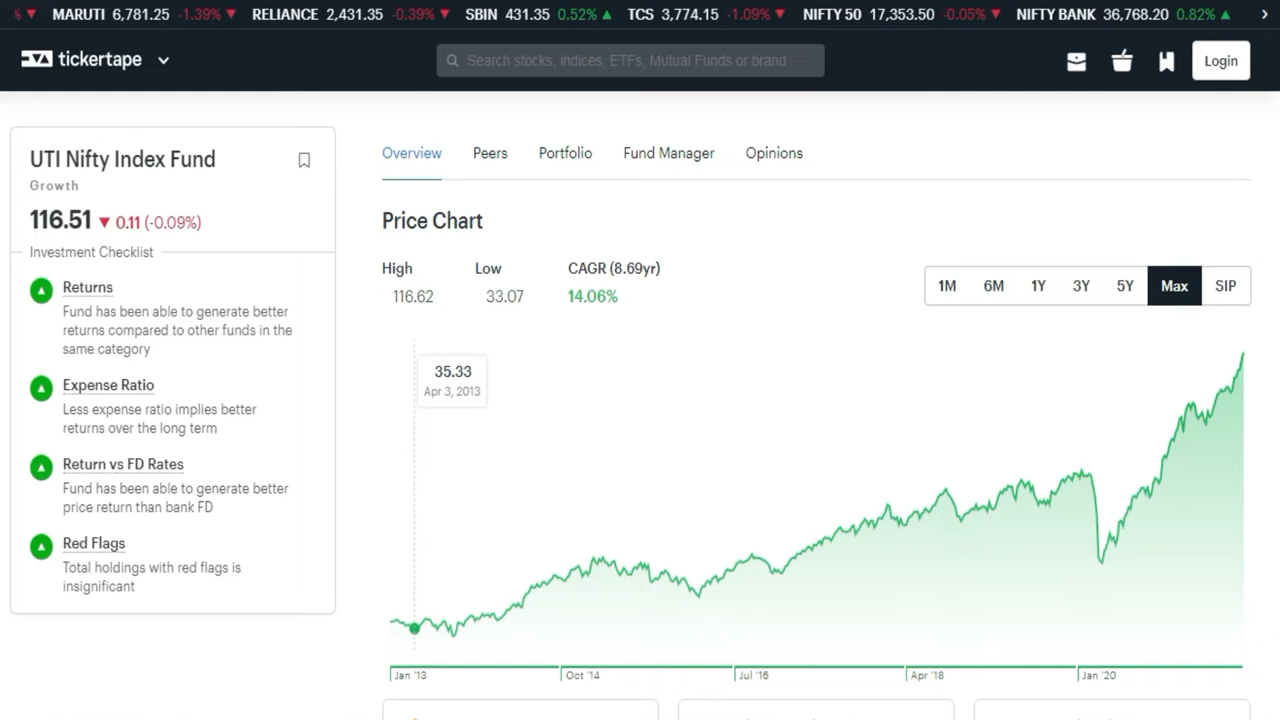 % ▼ MARUTI 6,781.25 -1.39% ▼ RELIANCE 2,431.35 -0.39% ▼ SBIN 431.35 0.52% ▲ TCS 3,774.15 -1.09% ▼ NIFTY 50 17,353.50 -0.05% ▼ NIFTY BANK 36,768.20 0.82% ▲
tickertape
Search stocks, indices, ETFs, Mutual Funds or brand
Login
UTI Nifty Index Fund
Growth
116.51 ▼ 0.11 (-0.09%)
Investment Checklist
Returns
Fund has been able to generate better
returns compared to other funds in the
same category
Expense Ratio
Less expense ratio implies better
returns over the long term
Return vs FD Rates
Fund has been able to generate better
price return than bank FD
Red Flags
Total holdings with red flags is
insignificant
Overview Peers Portfolio Fund Manager Opinions
Price Chart
High Low CAGR (8.69yr)
116.62 33.07 14.06%
1M 6M 1Y 3Y 5Y Max SIP
35.33
Apr 3, 2013
Jan '13 Oct '14 Jul '16 Apr '18 Jan '20